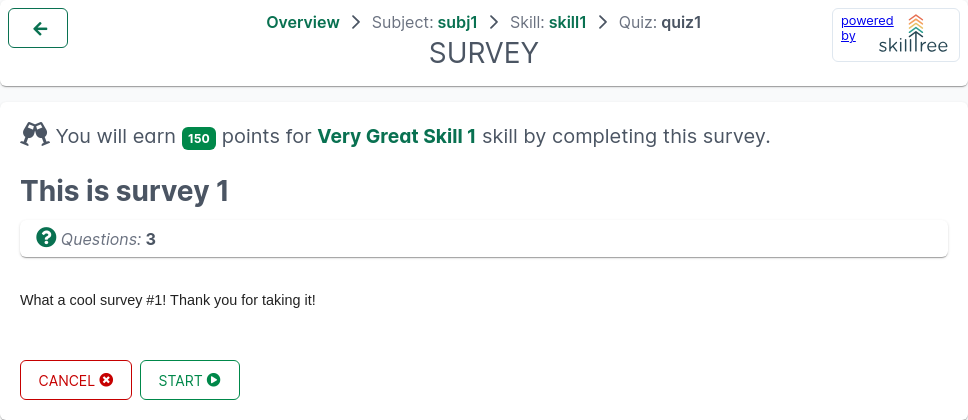 Overview > Subject: subj1 > Skill: skill1 > Quiz: quiz1
SURVEY
powered
by
skilltree
You will earn 150 points for Very Great Skill 1 skill by completing this survey.
This is survey 1
Questions: 3
What a cool survey #1! Thank you for taking it!
CANCEL
START